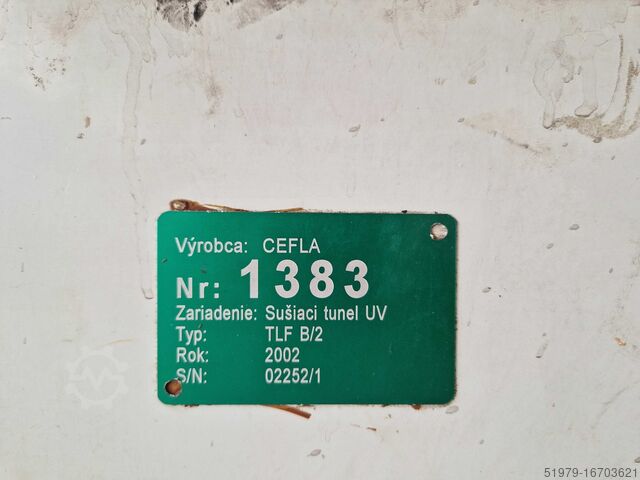 Výrobca: CEFLA
Nr: 1383
Zariadenie: Sušiaci tunel UV
Typ: TLF B/2
Rok: 2002
S/N: 02252/1
51979-16703621